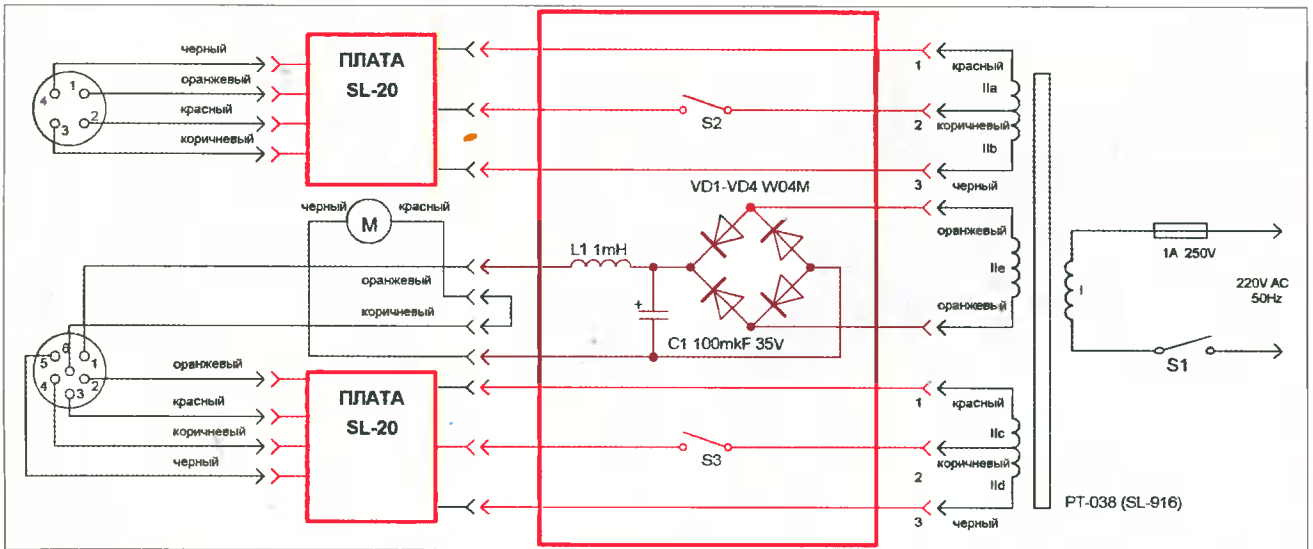 черный
оранжевый
красный
коричневый
4
1
3
2
ПЛАТА
SL-20
S2
1
красный
IIa
2
коричневый
IIb
3
черный
VD1-VD4 W04M
черный
красный
M
L1 1mH
+
C1 100mkF 35V
оранжевый
IIe
оранжевый
1A 250V
I
220V AC
50Hz
S1
оранжевый
коричневый
6
5
1
4
2
3
оранжевый
красный
коричневый
черный
ПЛАТА
SL-20
S3
1
красный
IIc
коричневый
2
IId
3
черный
PT-038 (SL-916)